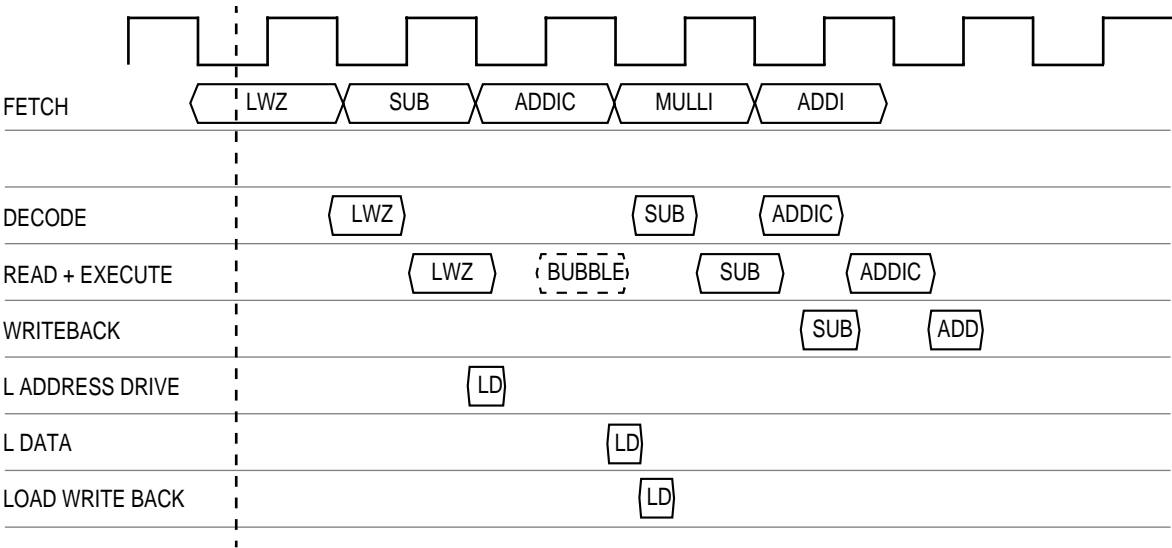 FETCH LWZ SUB ADDIC MULLI ADDI
DECODE LWZ SUB ADDIC
READ + EXECUTE LWZ BUBBLE SUB ADDIC
WRITEBACK SUB ADD
L ADDRESS DRIVE LD
L DATA LD
LOAD WRITE BACK LD